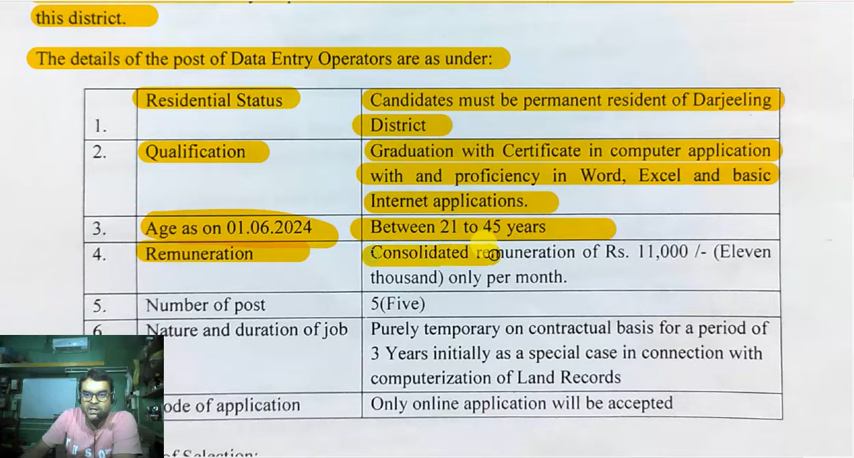 this district.
The details of the post of Data Entry Operators are as under:
Residential Status Candidates must be permanent resident of Darjeeling
1. District
2. Qualification Graduation with Certificate in computer application
with and proficiency in Word, Excel and basic
Internet applications.
3. Age as on 01.06.2024 Between 21 to 45 years
4. Remuneration Consolidated remuneration of Rs. 11,000 /- (Eleven
thousand) only per month.
5. Number of post 5(Five)
6 Nature and duration of job Purely temporary on contractual basis for a period of
3 Years initially as a special case in connection with
computerization of Land Records
ode of application Only online application will be accepted
of Selection: